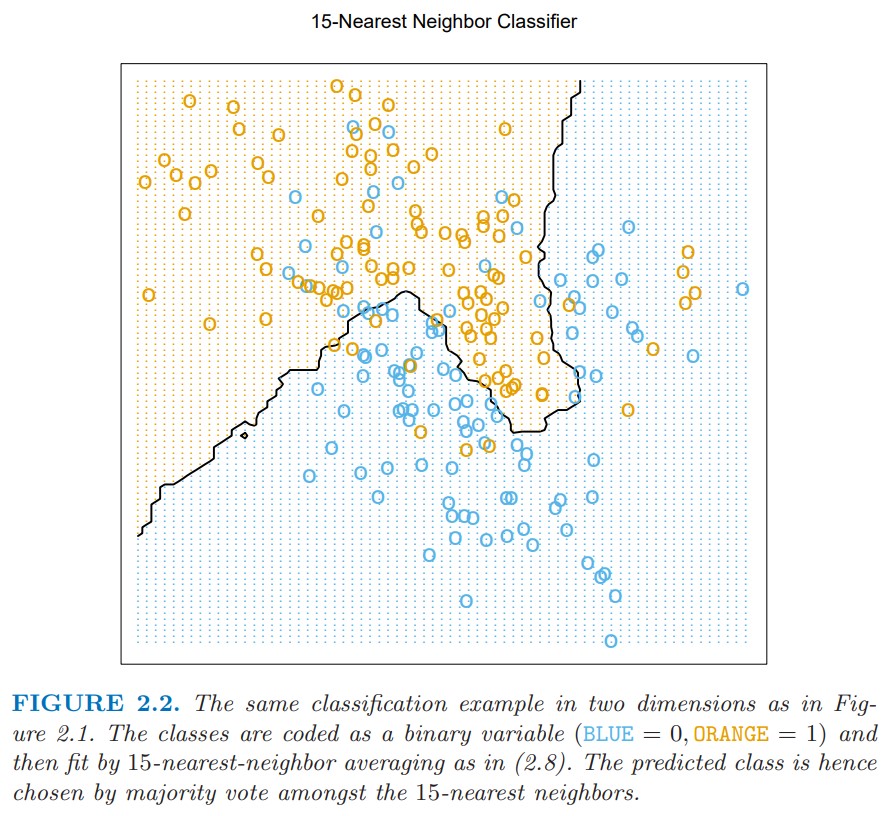 15-Nearest Neighbor Classifier
FIGURE 2.2. The same classification example in two dimensions as in Fig-
ure 2.1. The classes are coded as a binary variable (BLUE = 0, ORANGE = 1) and
then fit by 15-nearest-neighbor averaging as in (2.8). The predicted class is hence
chosen by majority vote amongst the 15-nearest neighbors.